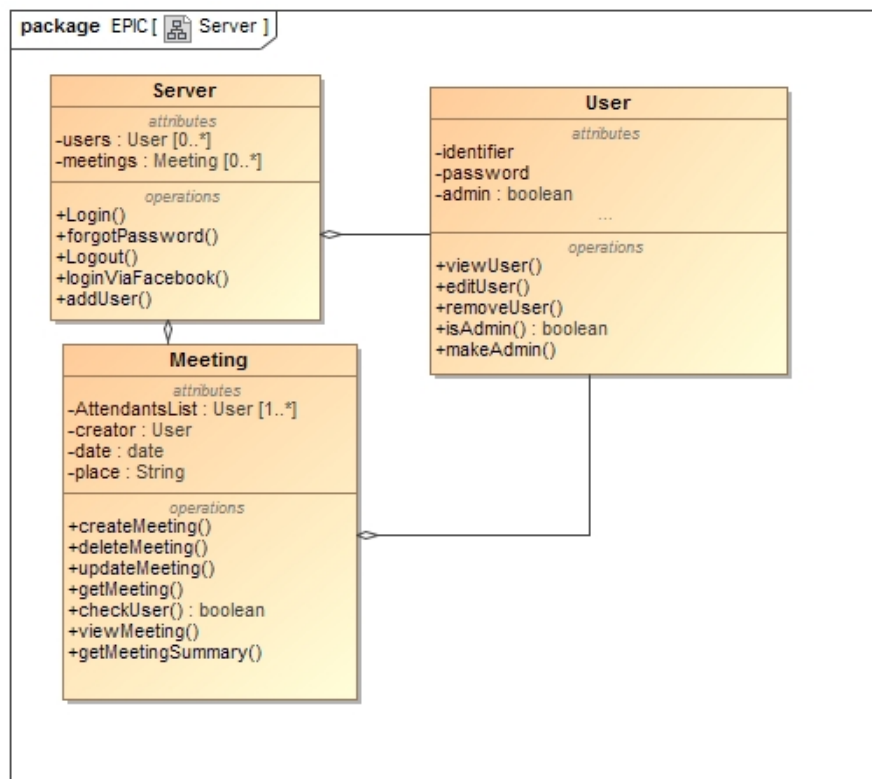 package EPIC [ Server ]
Server
attributes
-users : User [0..*]
-meetings : Meeting [0..*]
operations
+Login()
+forgotPassword()
+Logout()
+loginViaFacebook()
+addUser()
User
attributes
-identifier
-password
-admin : boolean
...
operations
+viewUser()
+editUser()
+removeUser()
+isAdmin() : boolean
+makeAdmin()
Meeting
attributes
-AttendantsList : User [1..*]
-creator : User
-date : date
-place : String
operations
+createMeeting()
+deleteMeeting()
+updateMeeting()
+getMeeting()
+checkUser() : boolean
+viewMeeting()
+getMeetingSummary()